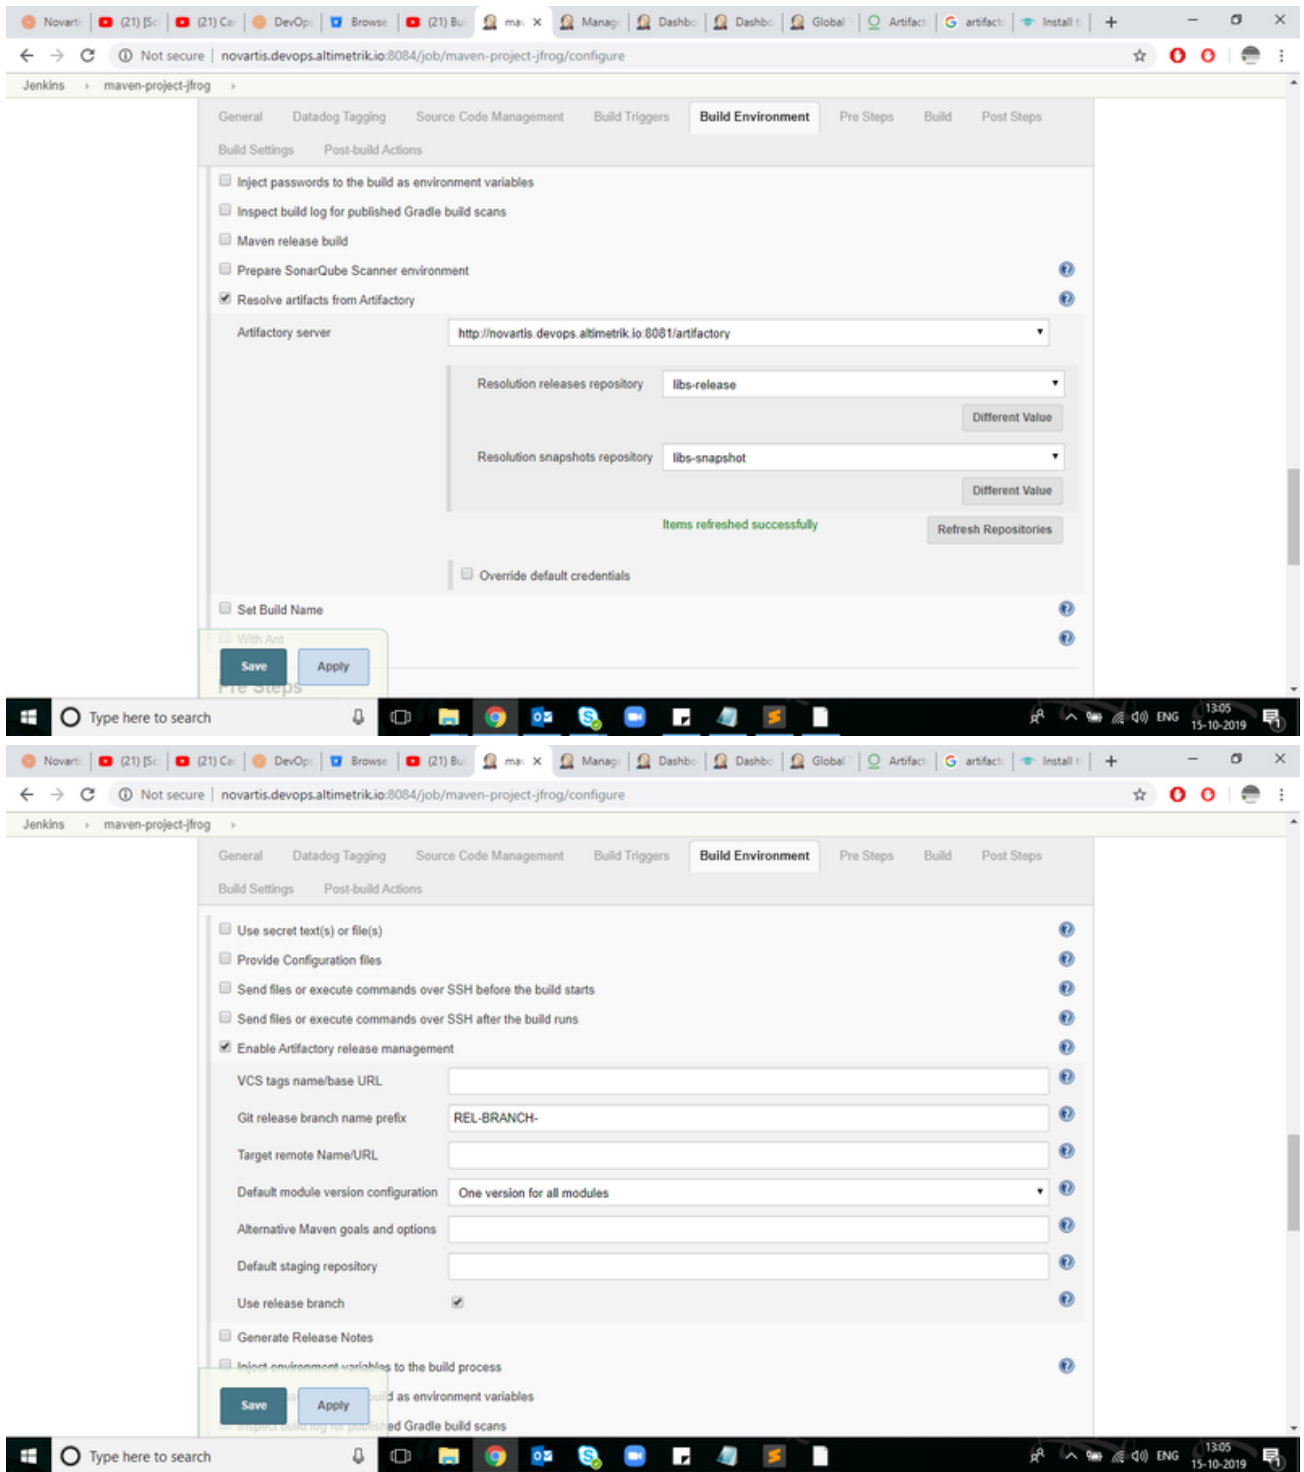 Novarti (21) [Sc (21) Ca DevOp Browse (21) Bu ma Manag Dashbo Dashbo Global Artifact artifact Install t
Not secure | novartis.devops.altimetrik.io:8084/job/maven-project-jfrog/configure
Jenkins maven-project-jfrog
General Datadog Tagging Source Code Management Build Triggers Build Environment Pre Steps Build Post Steps
Build Settings Post-build Actions
Inject passwords to the build as environment variables
Inspect build log for published Gradle build scans
Maven release build
Prepare SonarQube Scanner environment
Resolve artifacts from Artifactory
Artifactory server http://novartis.devops.altimetrik.io:8081/artifactory
Resolution releases repository libs-release
Different Value
Resolution snapshots repository libs-snapshot
Different Value
Items refreshed successfully Refresh Repositories
Override default credentials
Set Build Name
With Ant
Save Apply
Pre Steps
Type here to search ENG 13:05
15-10-2019
Novarti (21) [Sc (21) Ca DevOp Browse (21) Bu ma Manag Dashbo Dashbo Global Artifact artifact Install t
Not secure | novartis.devops.altimetrik.io:8084/job/maven-project-jfrog/configure
Jenkins maven-project-jfrog
General Datadog Tagging Source Code Management Build Triggers Build Environment Pre Steps Build Post Steps
Build Settings Post-build Actions
Use secret text(s) or file(s)
Provide Configuration files
Send files or execute commands over SSH before the build starts
Send files or execute commands over SSH after the build runs
Enable Artifactory release management
VCS tags name/base URL
Git release branch name prefix REL-BRANCH-
Target remote Name/URL
Default module version configuration One version for all modules
Alternative Maven goals and options
Default staging repository
Use release branch
Generate Release Notes
Inject environment variables to the build process
build as environment variables
Save Apply
Inspect build log for published Gradle build scans
Type here to search ENG 13:05
15-10-2019